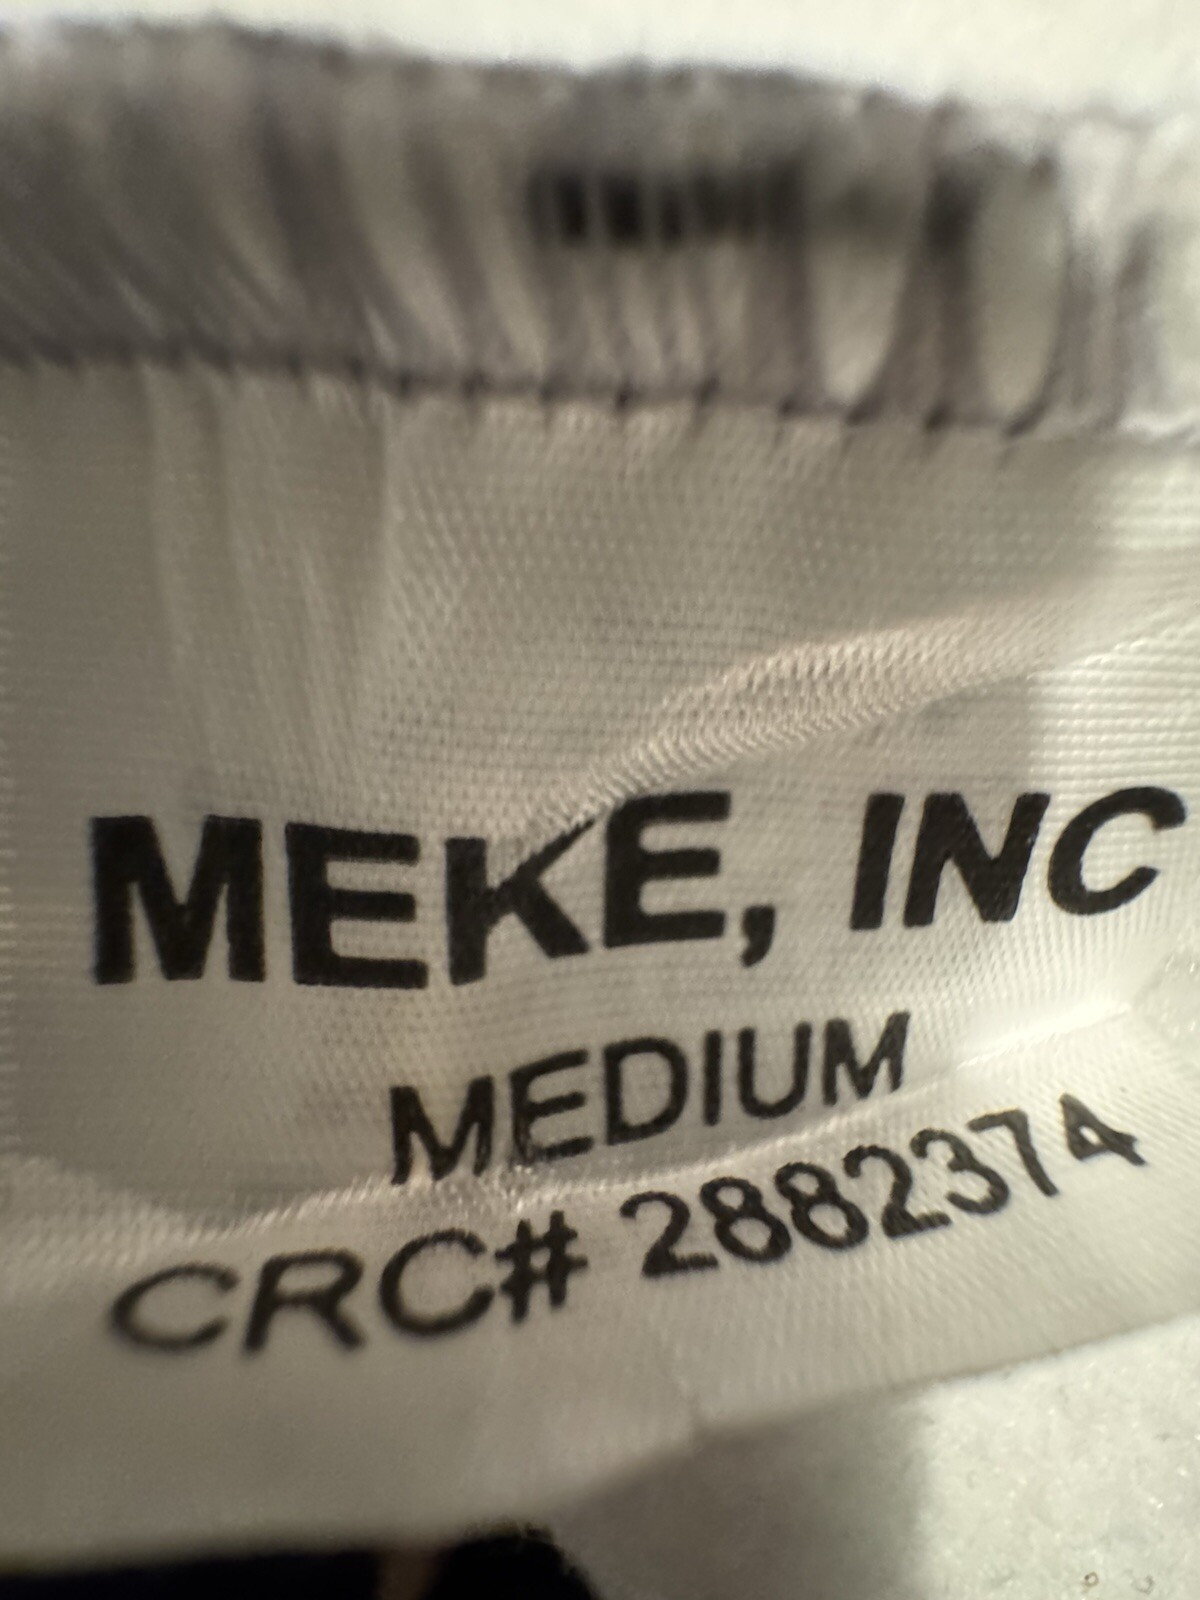 MEKE, INC
MEDIUM
CRC# 2882374